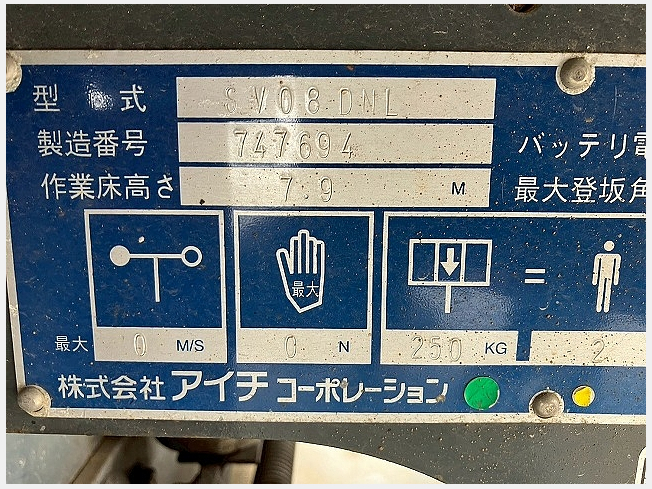 型 式 SV08DNL
製造番号 747694 バッテリ電
作業床高さ 7.9 M 最大登坂角
最大
=
最大 0 M/S 0 N 250 KG 2
株式会社 アイチ コーポレーション